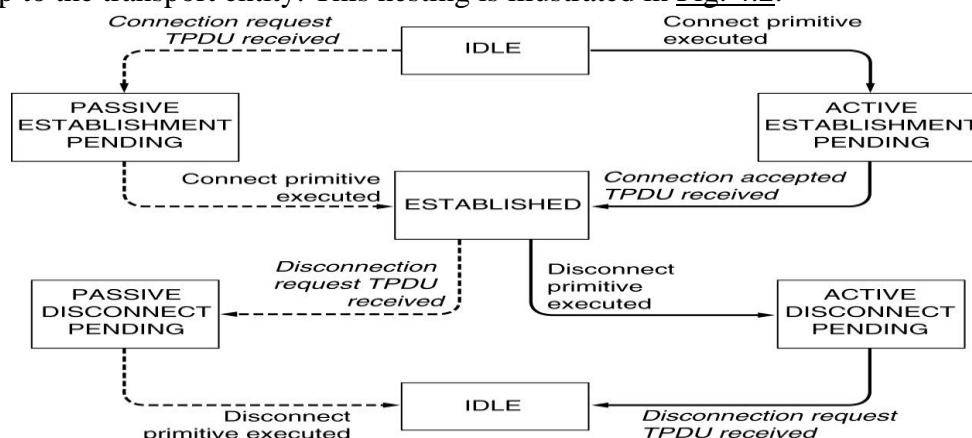 up to the transport entity. This nesting is illustrated in Fig. 4.2.
Connection request
TPDU received
IDLE
Connect primitive
executed
PASSIVE
ESTABLISHMENT
PENDING
ACTIVE
ESTABLISHMENT
PENDING
Connect primitive
executed
ESTABLISHED
Connection accepted
TPDU received
Disconnection
request TPDU
received
Disconnect
primitive
executed
PASSIVE
DISCONNECT
PENDING
ACTIVE
DISCONNECT
PENDING
Disconnect
primitive executed
IDLE
Disconnection request
TPDU received